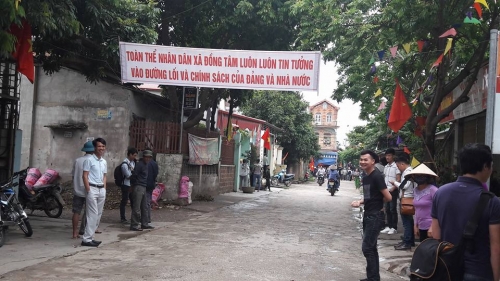 TOÀN THỂ NHÂN DÂN XÃ ĐỒNG TÂM LUÔN LUÔN TIN TƯỞNG
VÀO ĐƯỜNG LỐI VÀ CHÍNH SÁCH CỦA ĐẢNG VÀ NHÀ NƯỚC